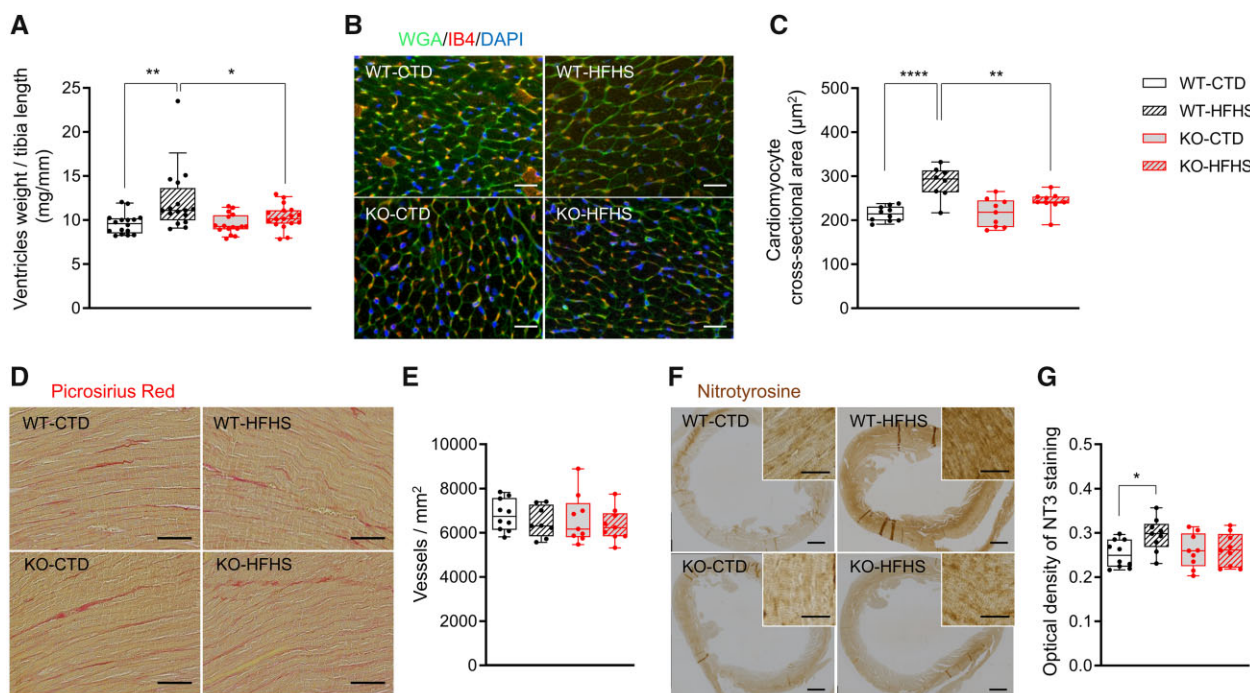 A
Ventricles weight / tibia length
(mg/mm)
25
20
15
10
5
0
**
*
B
WGA/IB4/DAPI
WT-CTD
WT-HFHS
KO-CTD
KO-HFHS
C
Cardiomyocyte
cross-sectional area (µm²)
500
400
300
200
100
0
****
**
WT-CTD
WT-HFHS
KO-CTD
KO-HFHS
D
Picrosirius Red
WT-CTD
WT-HFHS
KO-CTD
KO-HFHS
E
Vessels / mm²
10000
8000
6000
4000
2000
0
F
Nitrotyrosine
WT-CTD
WT-HFHS
KO-CTD
KO-HFHS
G
Optical density of NT3 staining
0.5
0.4
0.3
0.2
0.1
0.0
*